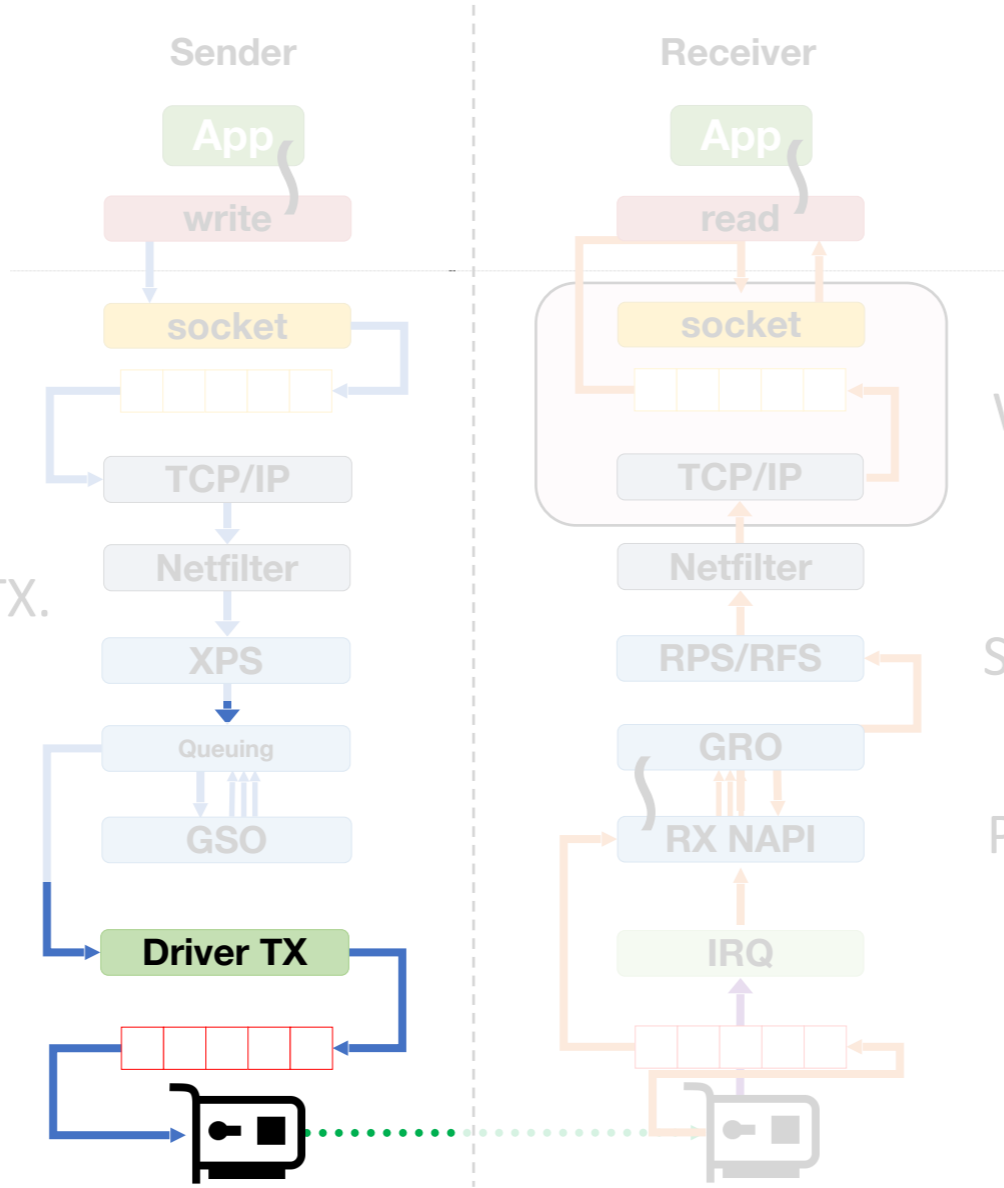 Sender
Receiver
App
App
write
read
socket
socket
TCP/IP
TCP/IP
Netfilter
Netfilter
TX.
XPS
RPS/RFS
S
Queuing
GRO
GSO
RX NAPI
Driver TX
IRQ